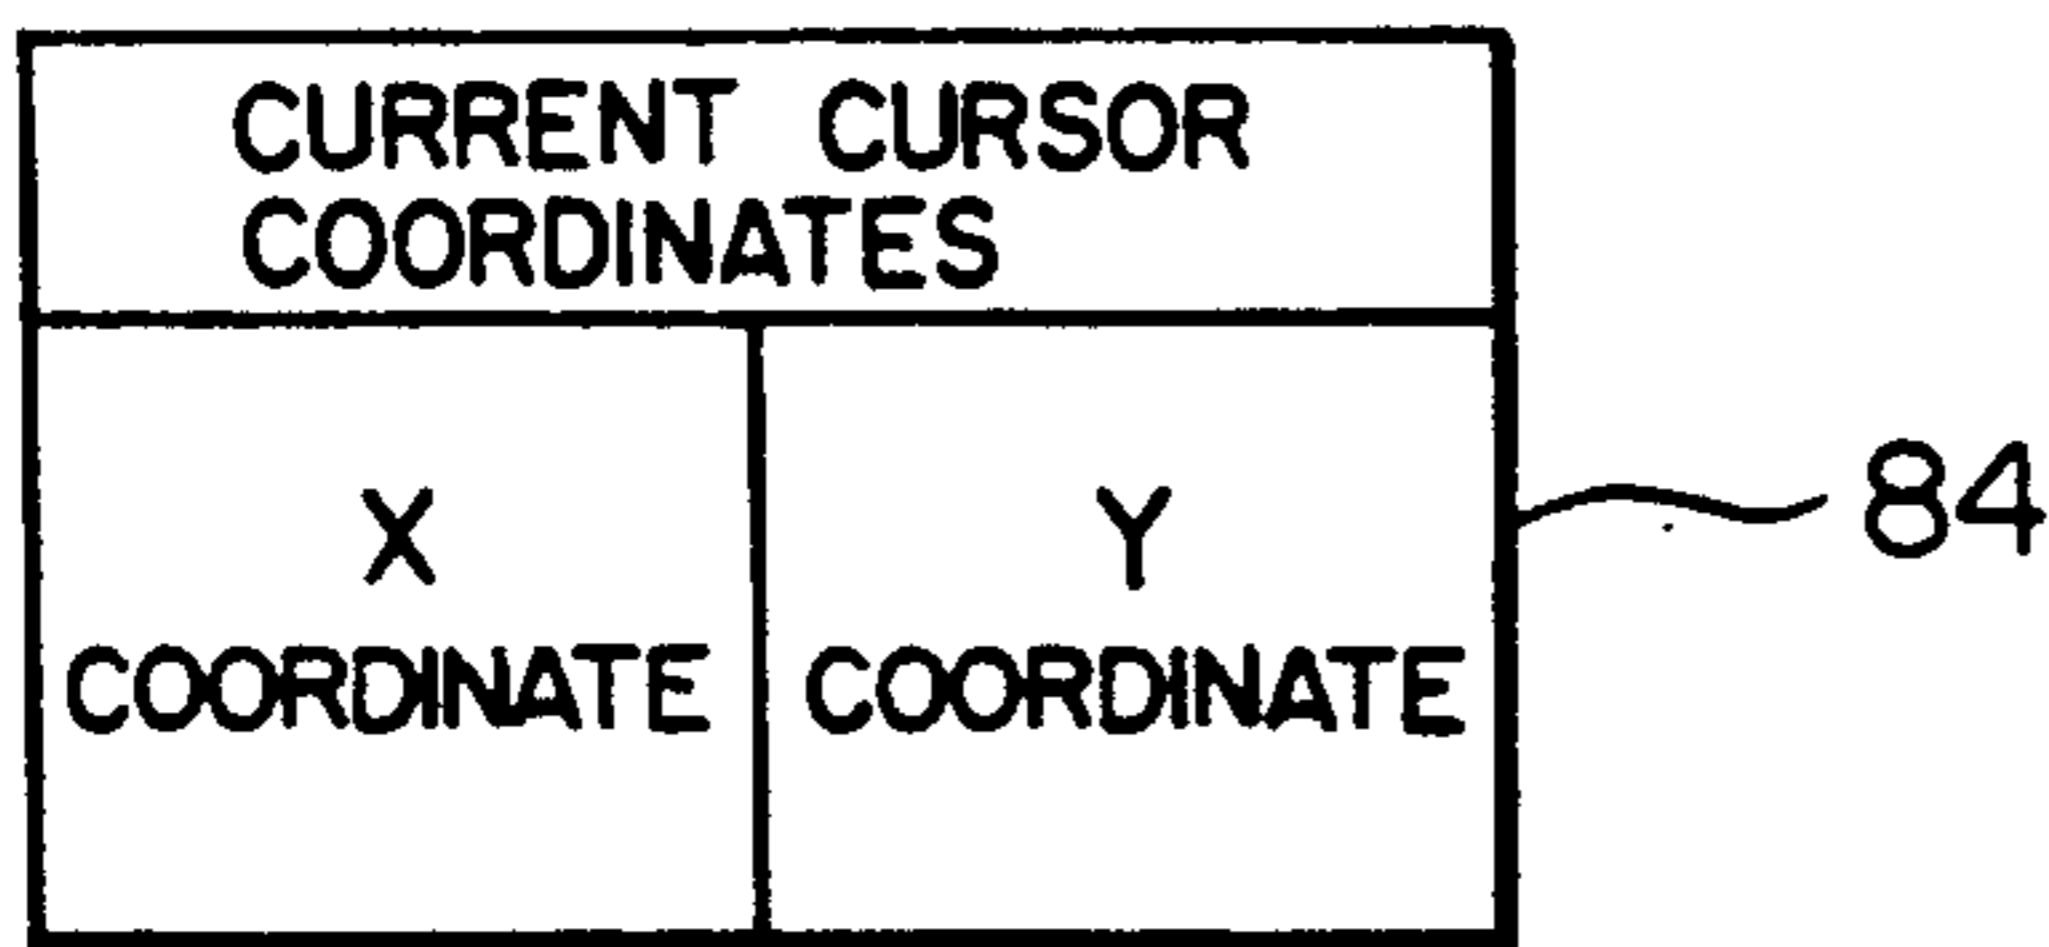 CURRENT CURSOR
COORDINATES
X
COORDINATE
Y
COORDINATE
84